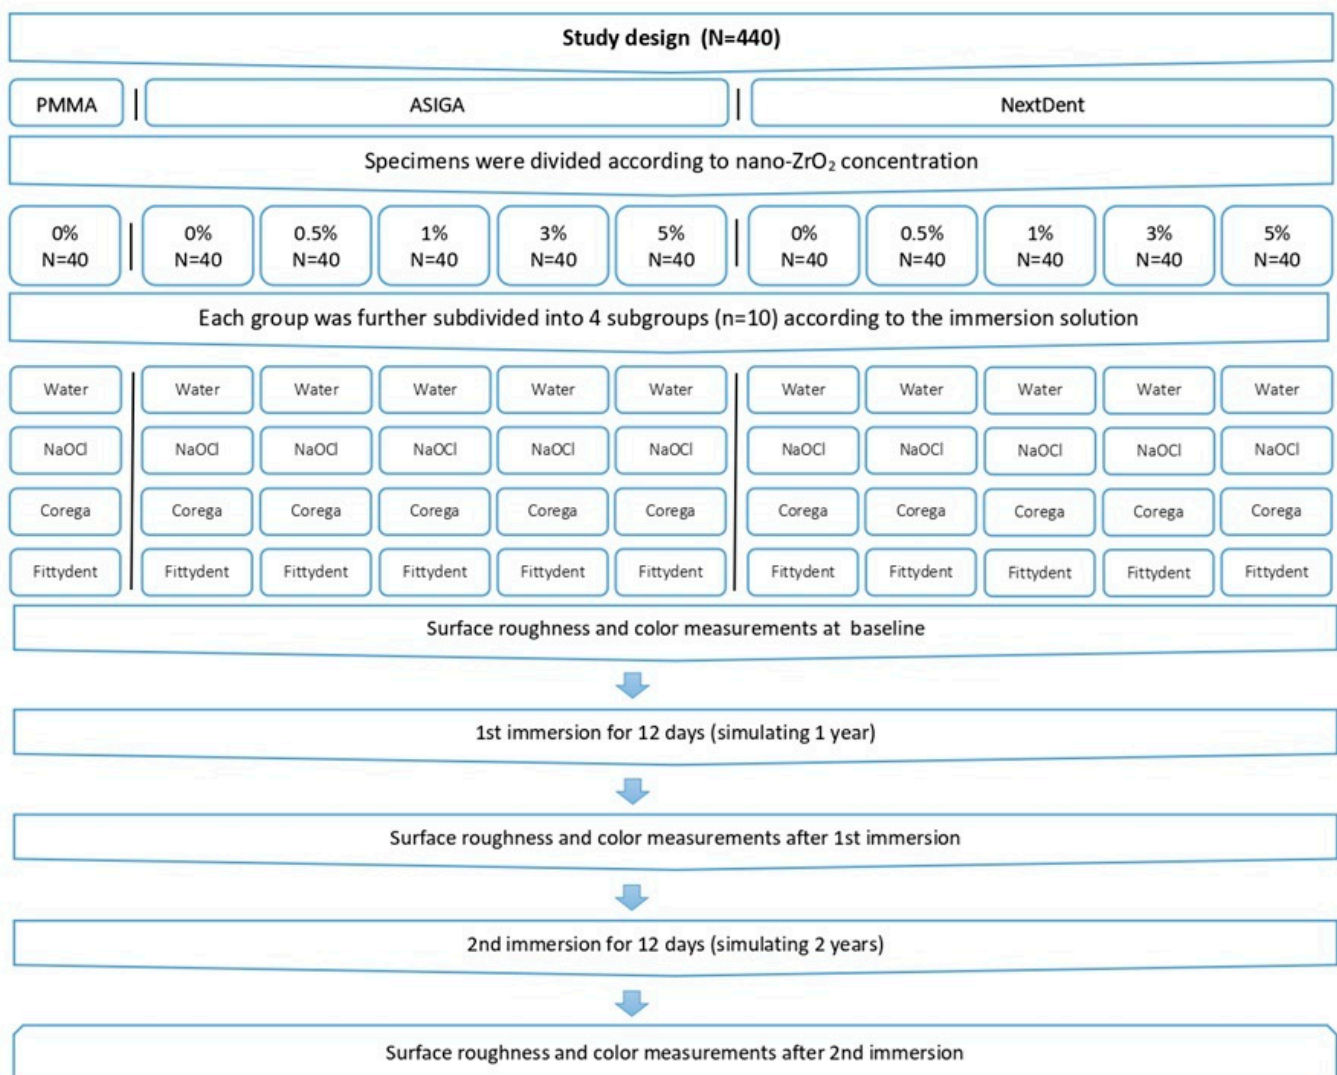 Study design (N=440)
PMMA ASIGA NextDent
Specimens were divided according to nano-ZrO₂ concentration
0% 0% 0.5% 1% 3% 5% 0% 0.5% 1% 3% 5%
N=40 N=40 N=40 N=40 N=40 N=40 N=40 N=40 N=40 N=40 N=40
Each group was further subdivided into 4 subgroups (n=10) according to the immersion solution
Water Water Water Water Water Water Water Water Water Water Water
NaOCl NaOCl NaOCl NaOCl NaOCl NaOCl NaOCl NaOCl NaOCl NaOCl NaOCl
Corega Corega Corega Corega Corega Corega Corega Corega Corega Corega Corega
Fittydent Fittydent Fittydent Fittydent Fittydent Fittydent Fittydent Fittydent Fittydent Fittydent Fittydent
Surface roughness and color measurements at baseline
1st immersion for 12 days (simulating 1 year)
Surface roughness and color measurements after 1st immersion
2nd immersion for 12 days (simulating 2 years)
Surface roughness and color measurements after 2nd immersion